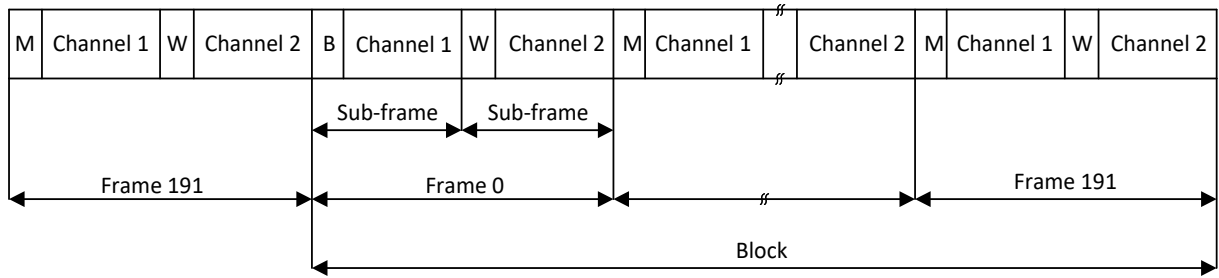 M Channel 1 W Channel 2 B Channel 1 W Channel 2 M Channel 1 Channel 2 M Channel 1 W Channel 2
Sub-frame Sub-frame
Frame 191 Frame 0 Frame 191
Block